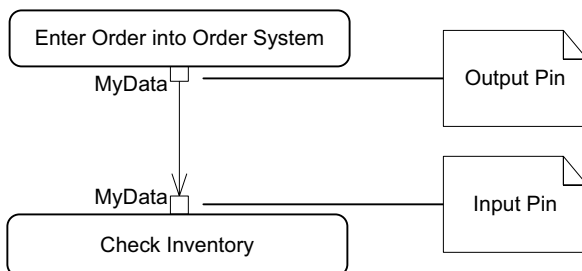 Enter Order into Order System
MyData
Output Pin
MyData
Input Pin
Check Inventory